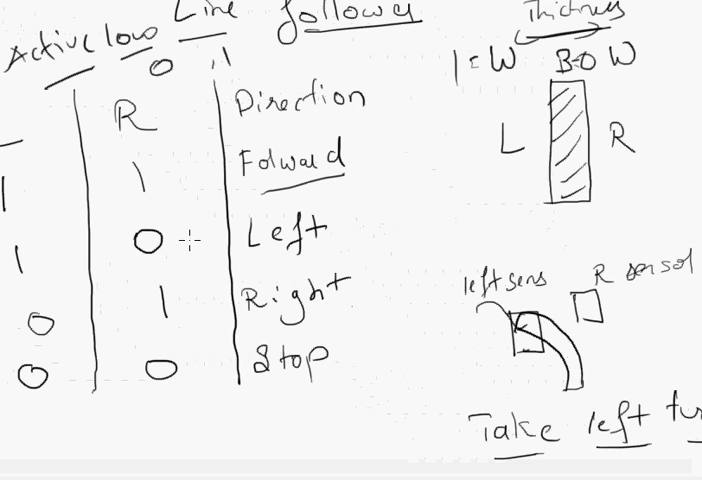 Line follower
Active low 0 1
Thickness
1=W B=0 W
R Direction
L R
1 1 Forward
1 0 Left
0 1 Right
0 0 Stop
left sens R sensor
Take left tur